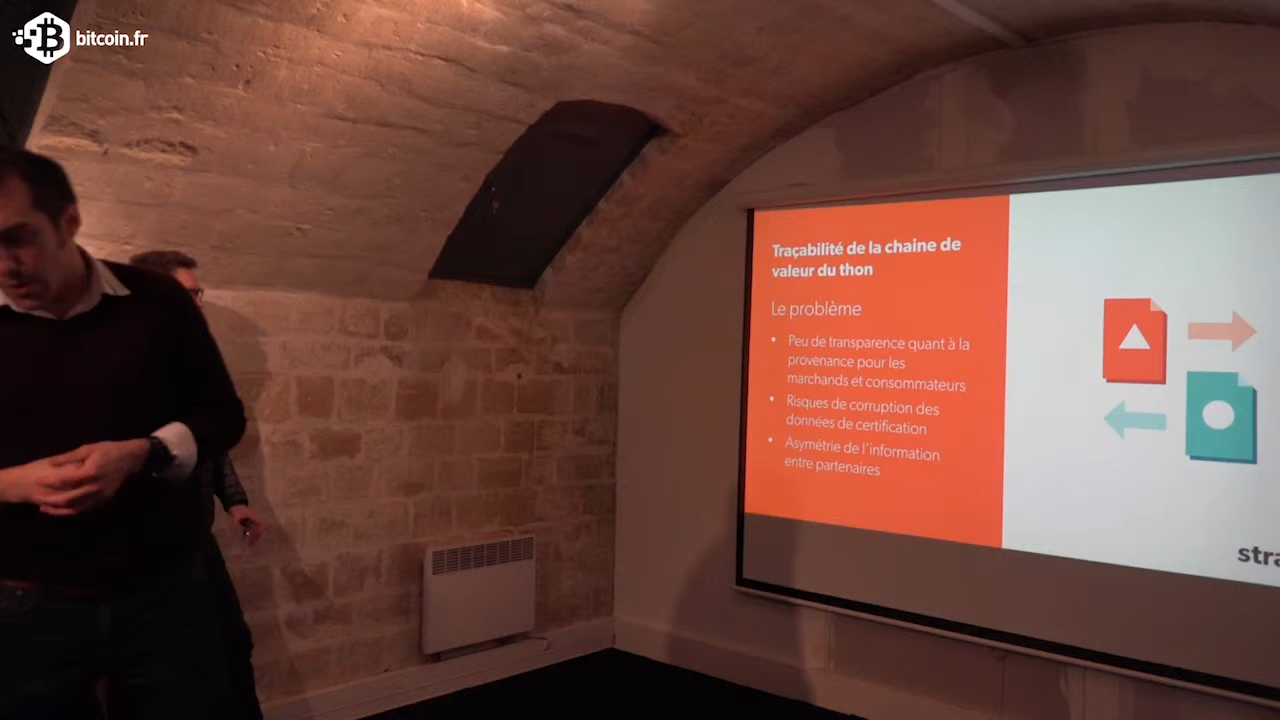 bitcoin.fr
Traçabilité de la chaine de
valeur du thon
Le problème
• Peu de transparence quant à la
provenance pour les
marchands et consommateurs
• Risques de corruption des
données de certification
• Asymétrie de l'information
entre partenaires